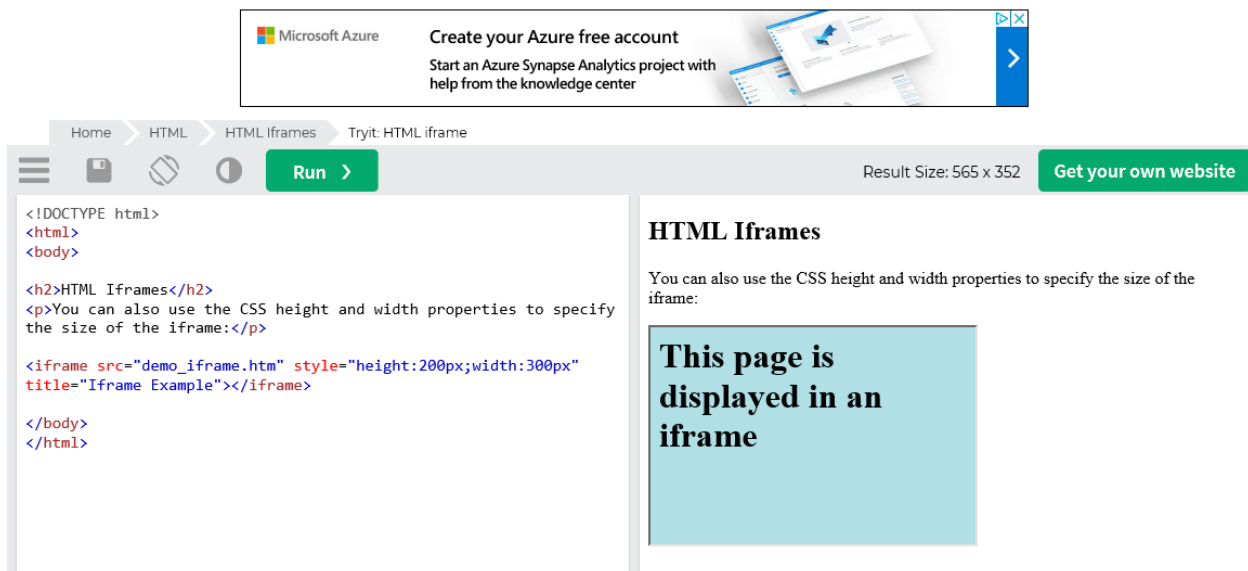 Microsoft Azure
Create your Azure free account
Start an Azure Synapse Analytics project with
help from the knowledge center
Home HTML HTML Iframes Tryit: HTML iframe
Run ❯
Result Size: 565 x 352
Get your own website
<!DOCTYPE html>
<html>
<body>
<h2>HTML Iframes</h2>
<p>You can also use the CSS height and width properties to specify
the size of the iframe:</p>
<iframe src="demo_iframe.htm" style="height:200px;width:300px"
title="Iframe Example"></iframe>
</body>
</html>
HTML Iframes
You can also use the CSS height and width properties to specify the size of the
iframe:
This page is
displayed in an
iframe